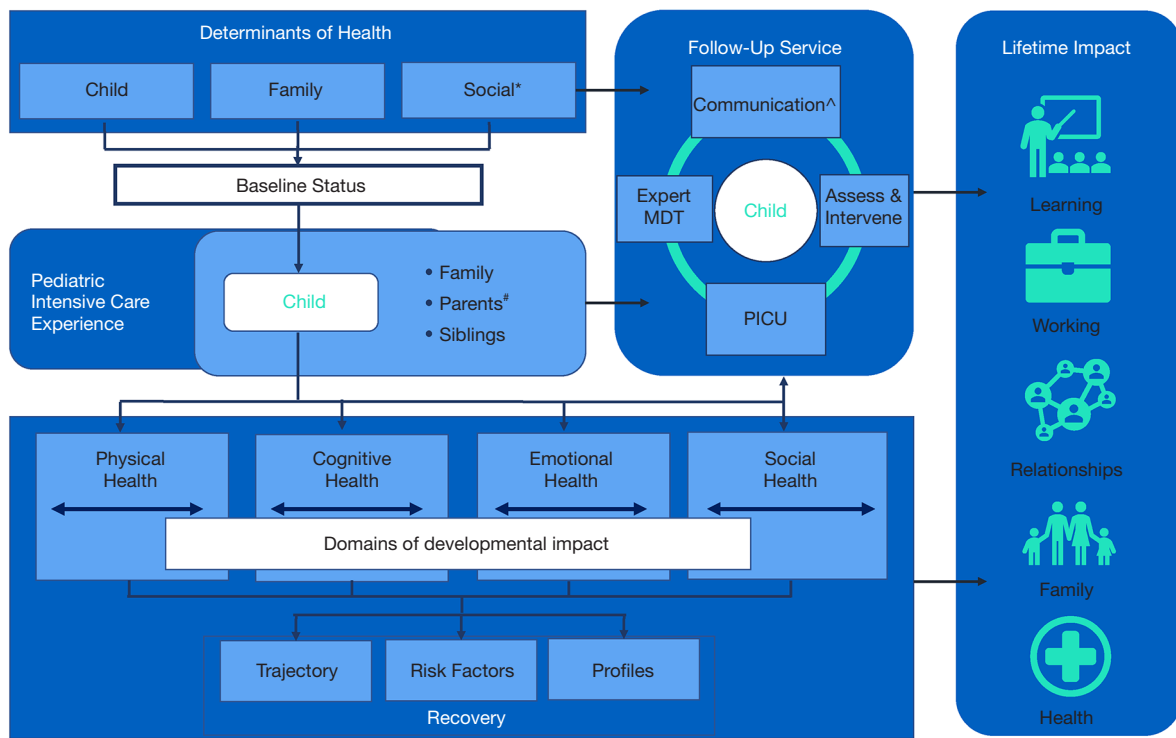 Determinants of Health
Child
Family
Social*
Baseline Status
Pediatric
Intensive Care
Experience
Child
• Family
• Parents#
• Siblings
Follow-Up Service
Communication^
Expert
MDT
Child
Assess &
Intervene
PICU
Physical
Health
Cognitive
Health
Emotional
Health
Social
Health
Domains of developmental impact
Trajectory
Risk Factors
Profiles
Recovery
Lifetime Impact
Learning
Working
Relationships
Family
Health